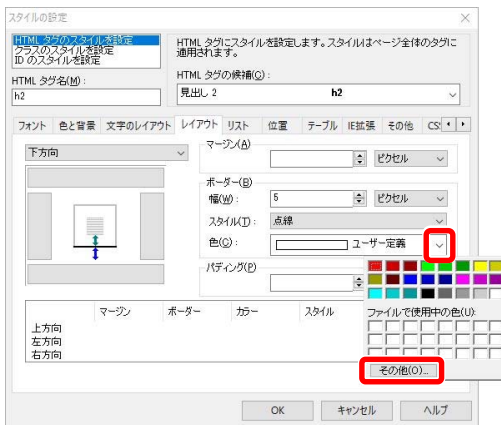 スタイルの設定
HTML タグのスタイルを設定
クラスのスタイルを設定
ID のスタイルを設定
HTML タグにスタイルを設定します。スタイルはページ全体のタグに
適用されます。
HTML タグ名(M):
HTML タグの候補(C):
h2
見出し 2 h2
フォント 色と背景 文字のレイアウト レイアウト リスト 位置 テーブル IE拡張 その他 CS
下方向
マージン(A)
ピクセル
ボーダー(B)
幅(W): 5 ピクセル
スタイル(T): 点線
色(C): ユーザー定義
パディング(P)
マージン ボーダー カラー スタイル
上方向
左方向
右方向
ファイルで使用中の色(U):
その他(O)...
OK キャンセル ヘルプ